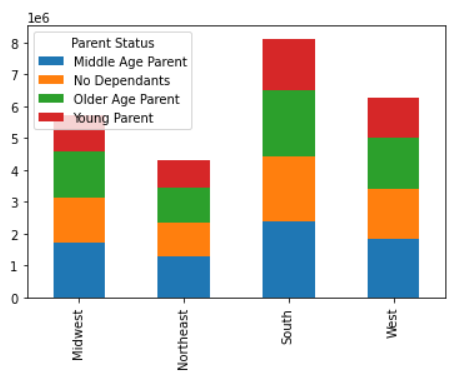 1e6
8
7
6
5
4
3
2
1
0
Parent Status
Middle Age Parent
No Dependants
Older Age Parent
Young Parent
Midwest
Northeast
South
West